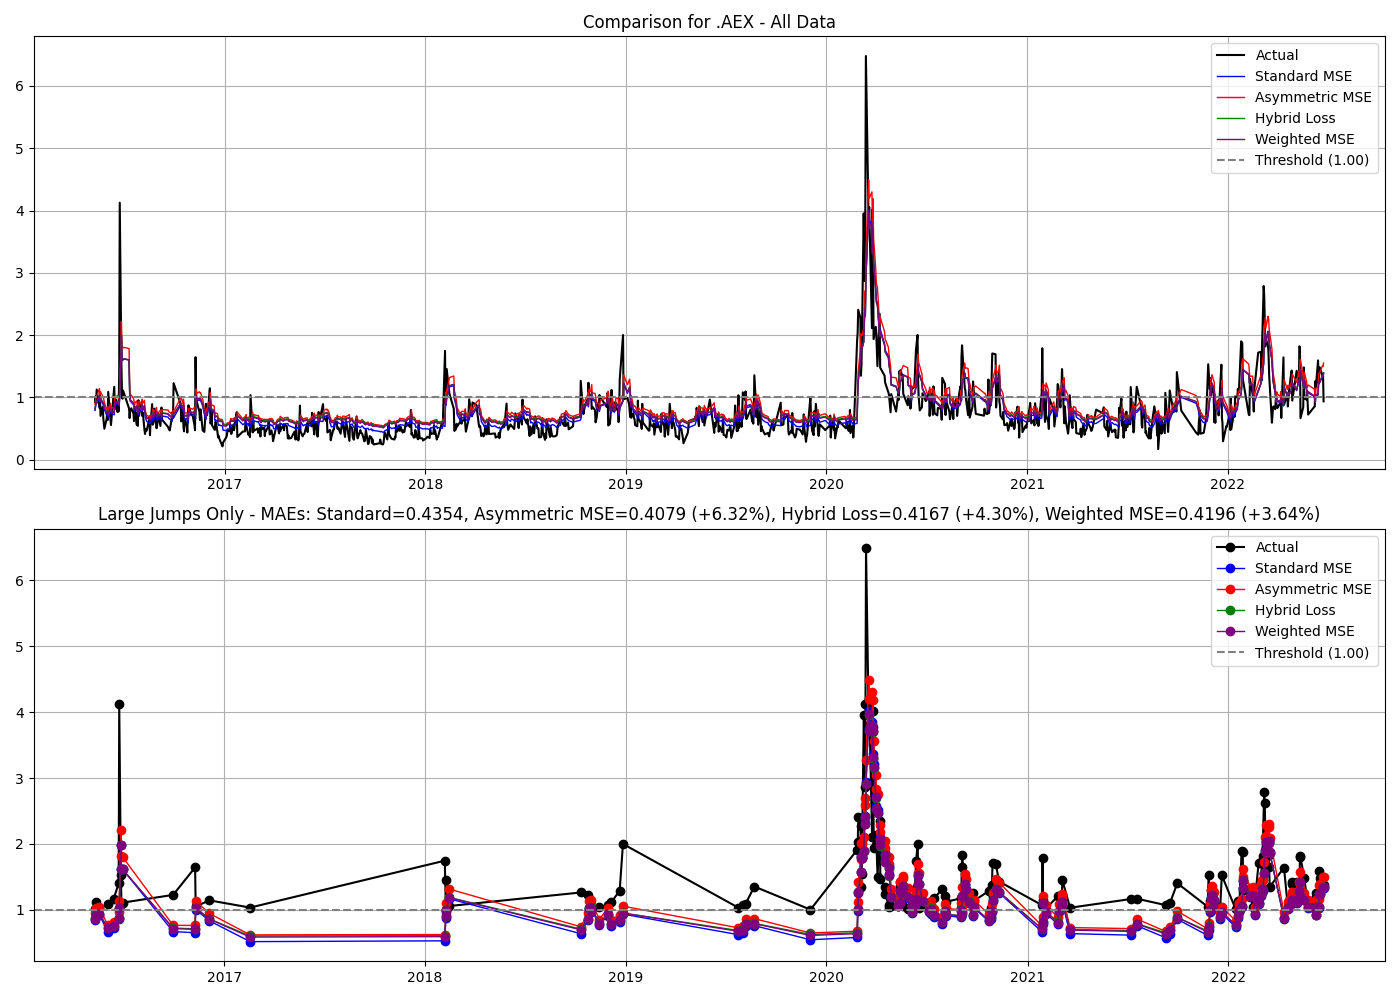 Comparison for .AEX - All Data
Actual
Standard MSE
Asymmetric MSE
Hybrid Loss
Weighted MSE
Threshold (1.00)
6
5
4
3
2
1
0
2017 2018 2019 2020 2021 2022
Large Jumps Only - MAEs: Standard=0.4354, Asymmetric MSE=0.4079 (+6.32%), Hybrid Loss=0.4167 (+4.30%), Weighted MSE=0.4196 (+3.64%)
Actual
Standard MSE
Asymmetric MSE
Hybrid Loss
Weighted MSE
Threshold (1.00)
6
5
4
3
2
1
2017 2018 2019 2020 2021 2022